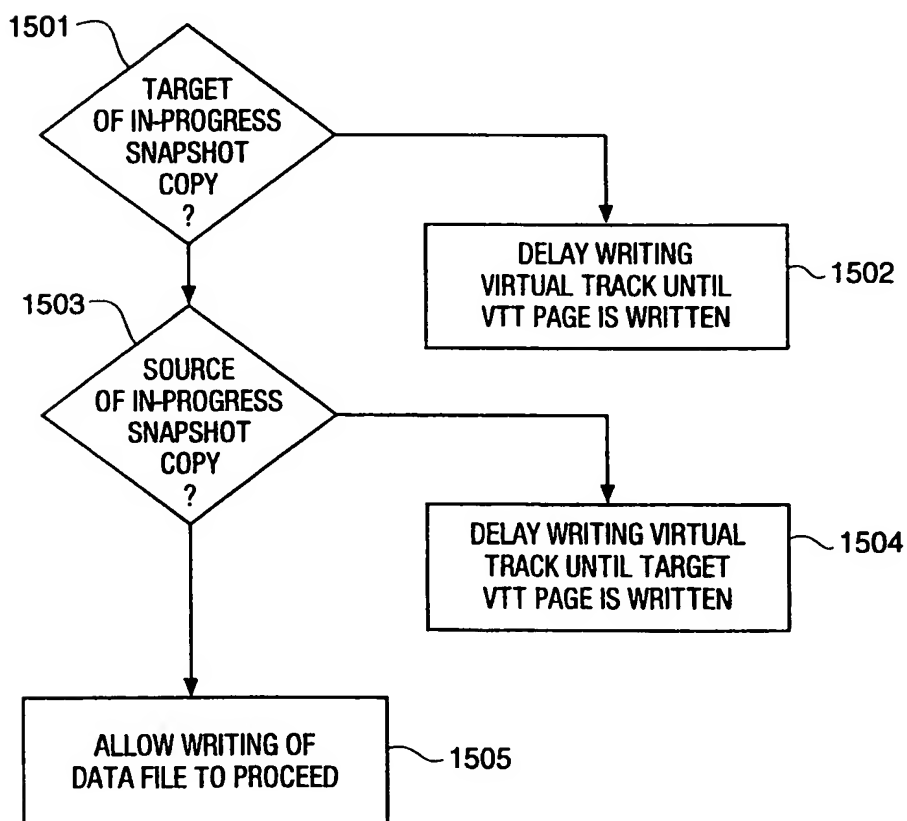 1501
TARGET
OF IN-PROGRESS
SNAPSHOT
COPY
?
DELAY WRITING
VIRTUAL TRACK UNTIL
VTT PAGE IS WRITTEN
1502
1503
SOURCE
OF IN-PROGRESS
SNAPSHOT
COPY
?
DELAY WRITING VIRTUAL
TRACK UNTIL TARGET
VTT PAGE IS WRITTEN
1504
ALLOW WRITING OF
DATA FILE TO PROCEED
1505